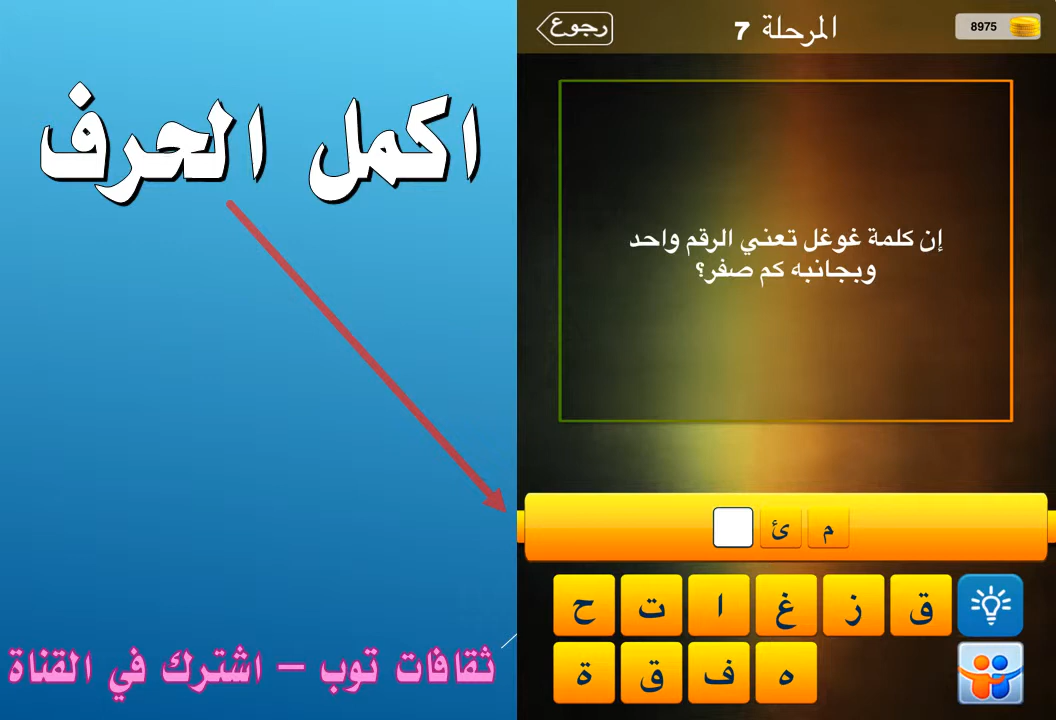 اكمل الحرف
ثقافات توب – اشترك في القناة
رجوع
المرحلة 7
8975
إن كلمة غوغل تعني الرقم واحد
وبجانبه كم صفر؟
م ئ
ق ز غ ا ت ح
ه ف ق ة